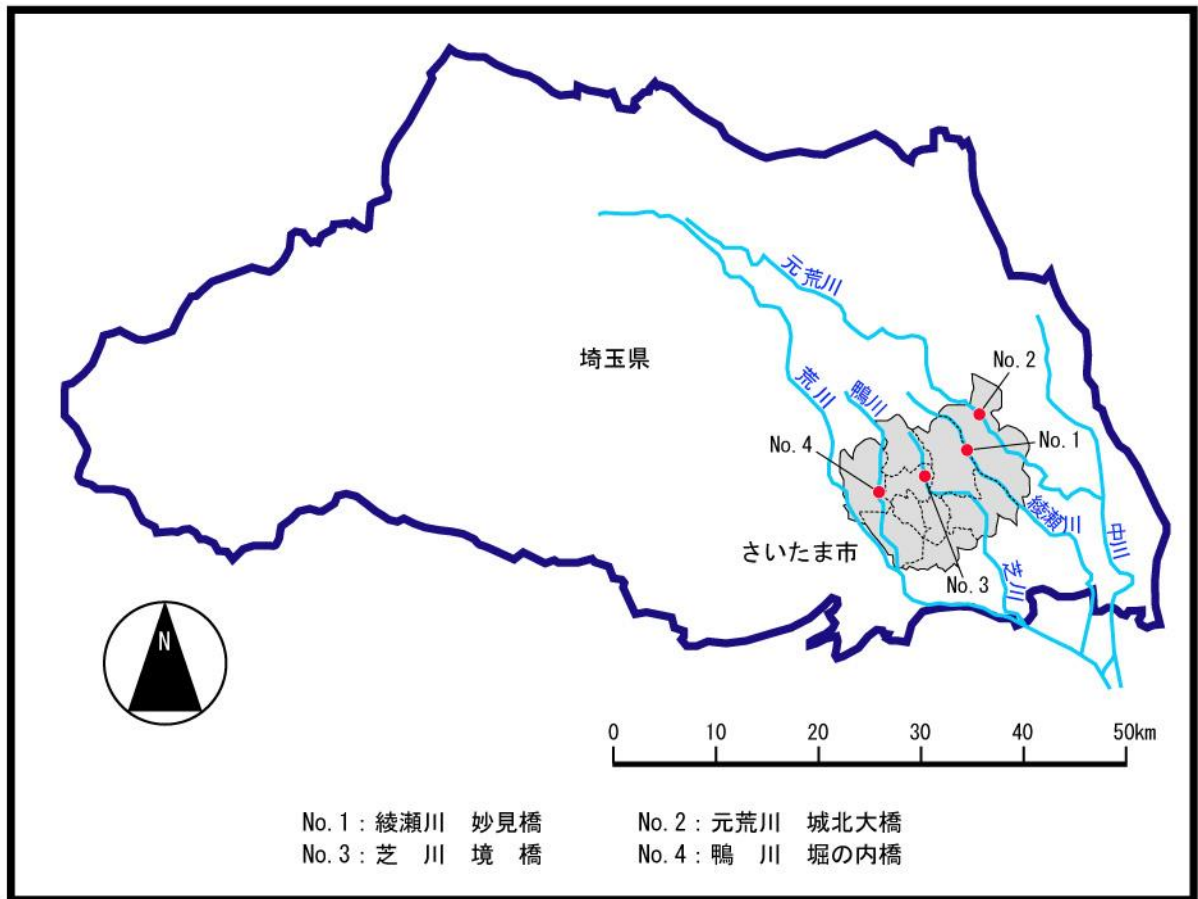 元荒川
埼玉県
荒川
鴨川
No.2
No.4
No.1
綾瀬川
中川
さいたま市
No.3
芝川
N
0 10 20 30 40 50km
No.1：綾瀬川 妙見橋 No.2：元荒川 城北大橋
No.3：芝 川 境 橋 No.4：鴨 川 堀の内橋